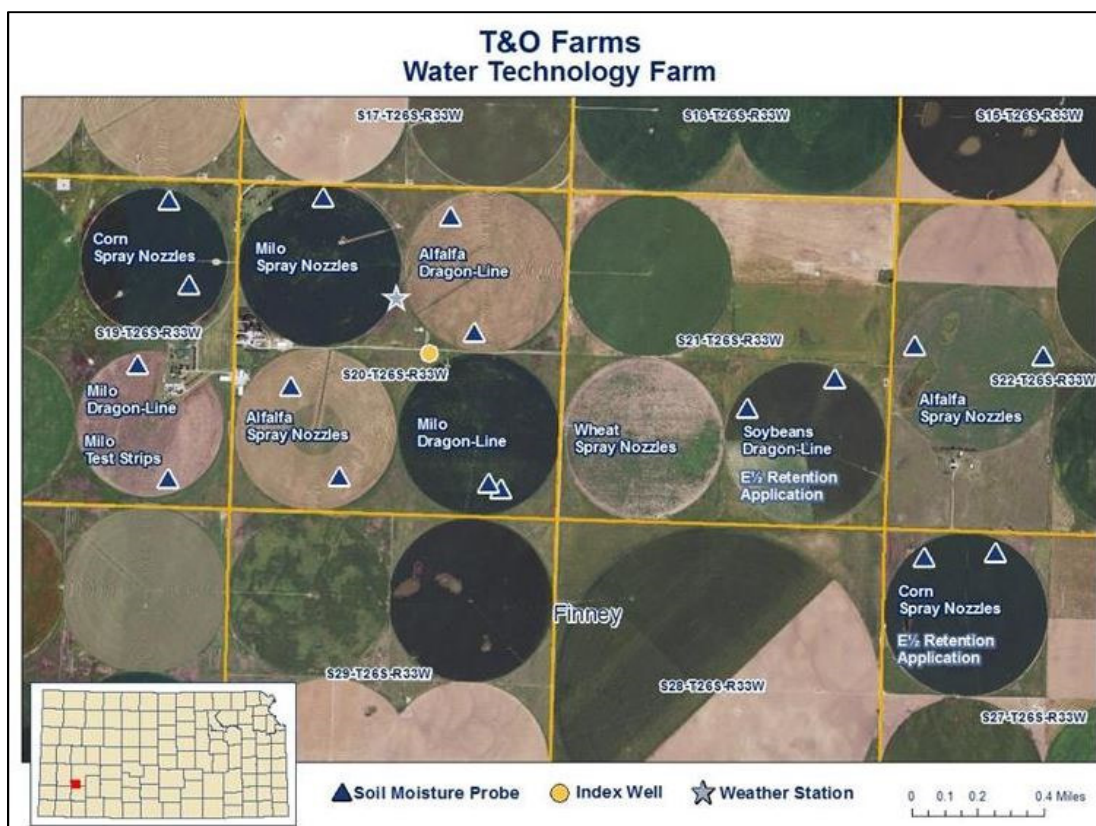 T&O Farms
Water Technology Farm
S17-T26S-R33W
S16-T26S-R33W
S15-T26S-R33W
Corn
Spray Nozzles
Milo
Spray Nozzles
Alfalfa
Dragon-Line
S19-T26S-R33W
S20-T26S-R33W
S21-T26S-R33W
S22-T26S-R33W
Milo
Dragon-Line
Milo
Test Strips
Alfalfa
Spray Nozzles
Milo
Dragon-Line
Wheat
Spray Nozzles
Soybeans
Dragon-Line
E½ Retention
Application
Alfalfa
Spray Nozzles
Corn
Spray Nozzles
E½ Retention
Application
Finney
S29-T26S-R33W
S28-T26S-R33W
S27-T26S-R33W
Soil Moisture Probe
Index Well
Weather Station
0 0.1 0.2 0.4 Miles